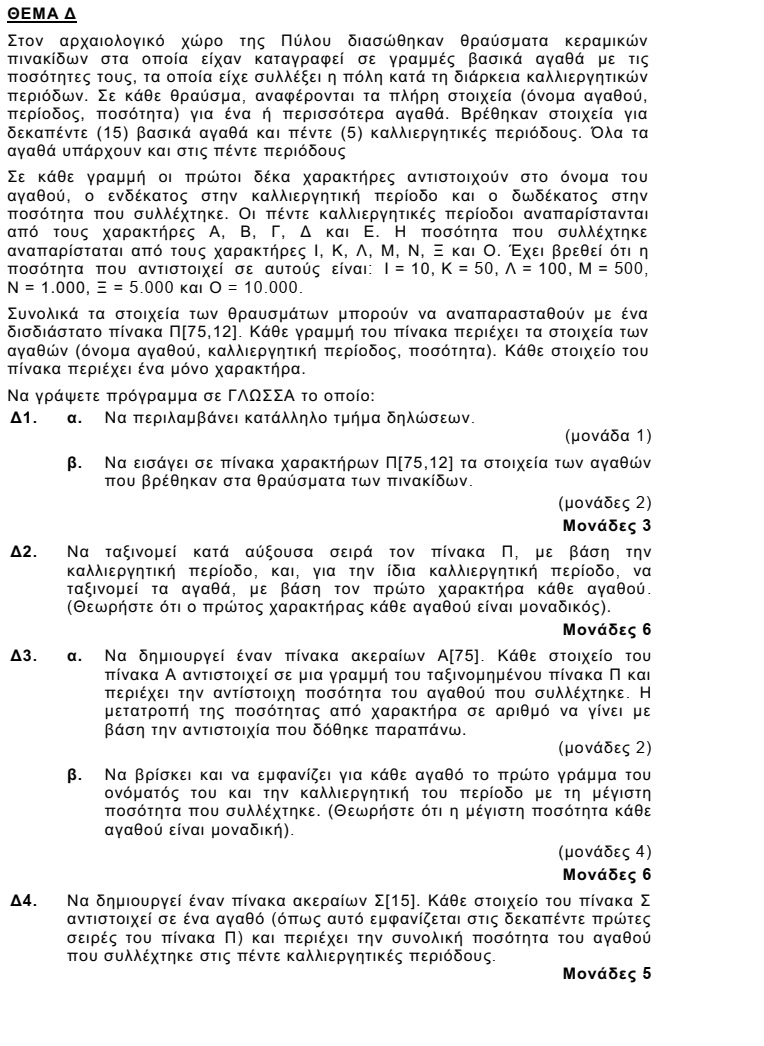 ΘΕΜΑ Δ
Στον αρχαιολογικό χώρο της Πύλου διασώθηκαν θραύσματα κεραμικών
πινακίδων στα οποία είχαν καταγραφεί σε γραμμές βασικά αγαθά με τις
ποσότητες τους, τα οποία είχε συλλέξει η πόλη κατά τη διάρκεια καλλιεργητικών
περιόδων. Σε κάθε θραύσμα, αναφέρονται τα πλήρη στοιχεία (όνομα αγαθού,
περίοδος, ποσότητα) για ένα ή περισσότερα αγαθά. Βρέθηκαν στοιχεία για
δεκαπέντε (15) βασικά αγαθά και πέντε (5) καλλιεργητικές περιόδους. Όλα τα
αγαθά υπάρχουν και στις πέντε περιόδους
Σε κάθε γραμμή οι πρώτοι δέκα χαρακτήρες αντιστοιχούν στο όνομα του
αγαθού, ο ενδέκατος στην καλλιεργητική περίοδο και ο δωδέκατος στην
ποσότητα που συλλέχτηκε. Οι πέντε καλλιεργητικές περίοδοι αναπαρίστανται
από τους χαρακτήρες Α, Β, Γ, Δ και Ε. Η ποσότητα που συλλέχτηκε
αναπαρίσταται από τους χαρακτήρες Ι, Κ, Λ, Μ, Ν, Ξ και Ο. Έχει βρεθεί ότι η
ποσότητα που αντιστοιχεί σε αυτούς είναι: Ι = 10, Κ = 50, Λ = 100, Μ = 500,
Ν = 1.000, Ξ = 5.000 και Ο = 10.000.
Συνολικά τα στοιχεία των θραυσμάτων μπορούν να αναπαρασταθούν με ένα
δισδιάστατο πίνακα Π[75,12]. Κάθε γραμμή του πίνακα περιέχει τα στοιχεία των
αγαθών (όνομα αγαθού, καλλιεργητική περίοδος, ποσότητα). Κάθε στοιχείο του
πίνακα περιέχει ένα μόνο χαρακτήρα.
Να γράψετε πρόγραμμα σε ΓΛΩΣΣΑ το οποίο:
Δ1. α. Να περιλαμβάνει κατάλληλο τμήμα δηλώσεων.
(μονάδα 1)
β. Να εισάγει σε πίνακα χαρακτήρων Π[75,12] τα στοιχεία των αγαθών
που βρέθηκαν στα θραύσματα των πινακίδων.
(μονάδες 2)
Μονάδες 3
Δ2. Να ταξινομεί κατά αύξουσα σειρά τον πίνακα Π, με βάση την
καλλιεργητική περίοδο, και, για την ίδια καλλιεργητική περίοδο, να
ταξινομεί τα αγαθά, με βάση τον πρώτο χαρακτήρα κάθε αγαθού.
(Θεωρήστε ότι ο πρώτος χαρακτήρας κάθε αγαθού είναι μοναδικός).
Μονάδες 6
Δ3. α. Να δημιουργεί έναν πίνακα ακεραίων Α[75]. Κάθε στοιχείο του
πίνακα Α αντιστοιχεί σε μια γραμμή του ταξινομημένου πίνακα Π και
περιέχει την αντίστοιχη ποσότητα του αγαθού που συλλέχτηκε. Η
μετατροπή της ποσότητας από χαρακτήρα σε αριθμό να γίνει με
βάση την αντιστοιχία που δόθηκε παραπάνω.
(μονάδες 2)
β. Να βρίσκει και να εμφανίζει για κάθε αγαθό το πρώτο γράμμα του
ονόματός του και την καλλιεργητική του περίοδο με τη μέγιστη
ποσότητα που συλλέχτηκε. (Θεωρήστε ότι η μέγιστη ποσότητα κάθε
αγαθού είναι μοναδική).
(μονάδες 4)
Μονάδες 6
Δ4. Να δημιουργεί έναν πίνακα ακεραίων Σ[15]. Κάθε στοιχείο του πίνακα Σ
αντιστοιχεί σε ένα αγαθό (όπως αυτό εμφανίζεται στις δεκαπέντε πρώτες
σειρές του πίνακα Π) και περιέχει την συνολική ποσότητα του αγαθού
που συλλέχτηκε στις πέντε καλλιεργητικές περιόδους.
Μονάδες 5